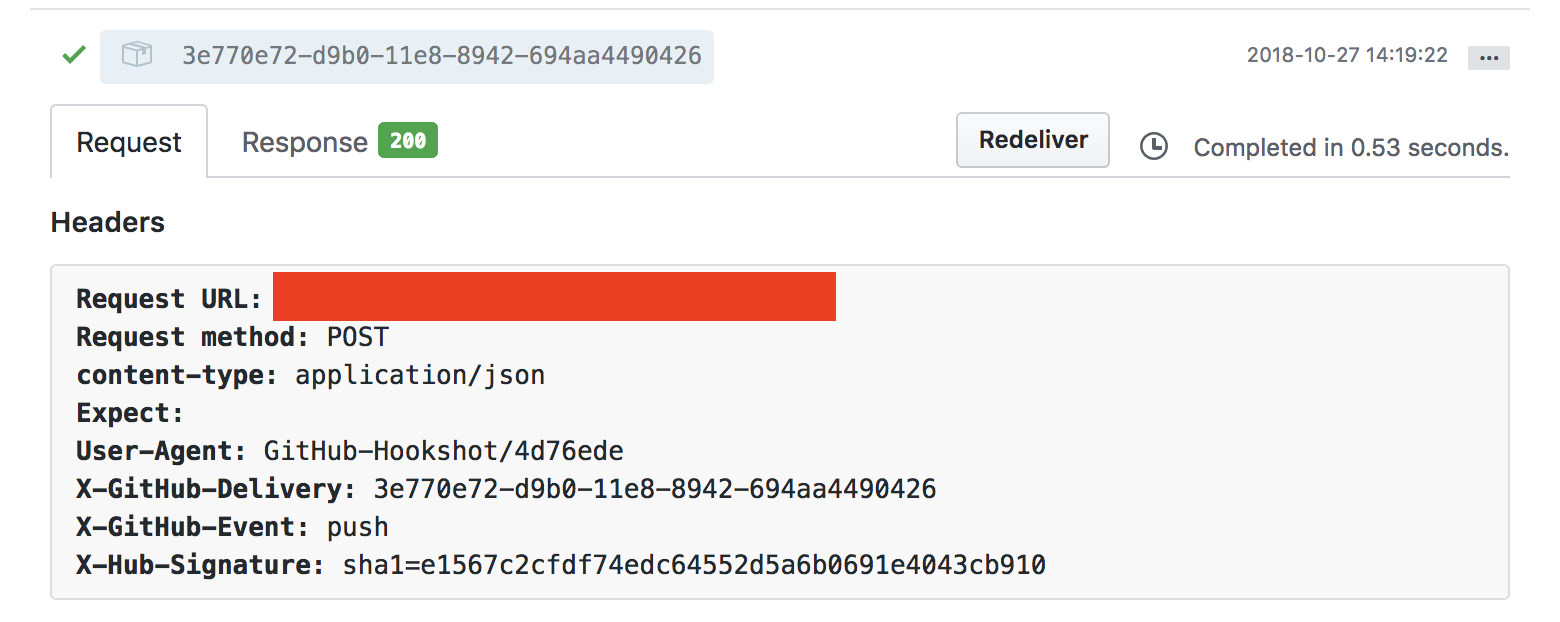 3e770e72-d9b0-11e8-8942-694aa4490426 2018-10-27 14:19:22 ...
Request Response 200 Redeliver Completed in 0.53 seconds.
Headers
Request URL:
Request method: POST
content-type: application/json
Expect:
User-Agent: GitHub-Hookshot/4d76ede
X-GitHub-Delivery: 3e770e72-d9b0-11e8-8942-694aa4490426
X-GitHub-Event: push
X-Hub-Signature: sha1=e1567c2cfdf74edc64552d5a6b0691e4043cb910